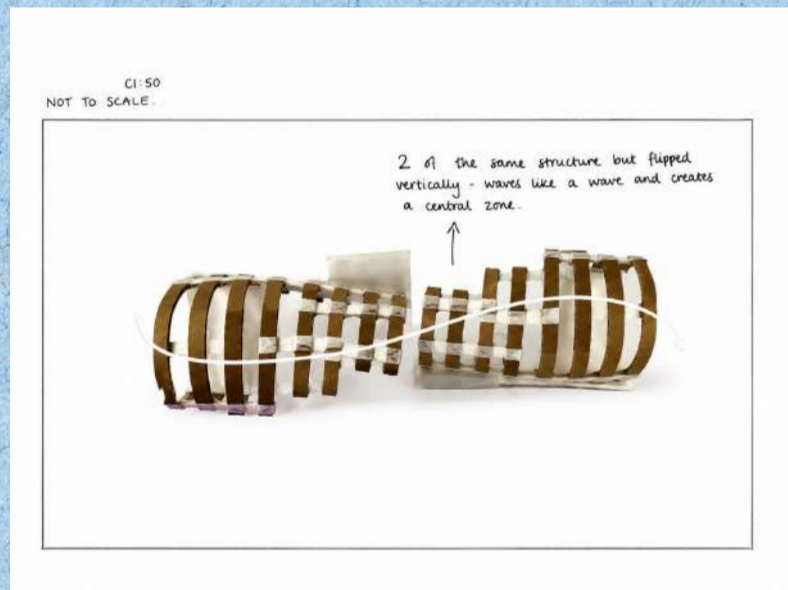 C1:50
NOT TO SCALE.
2 of the same structure but flipped
vertically - waves like a wave and creates
a central zone.